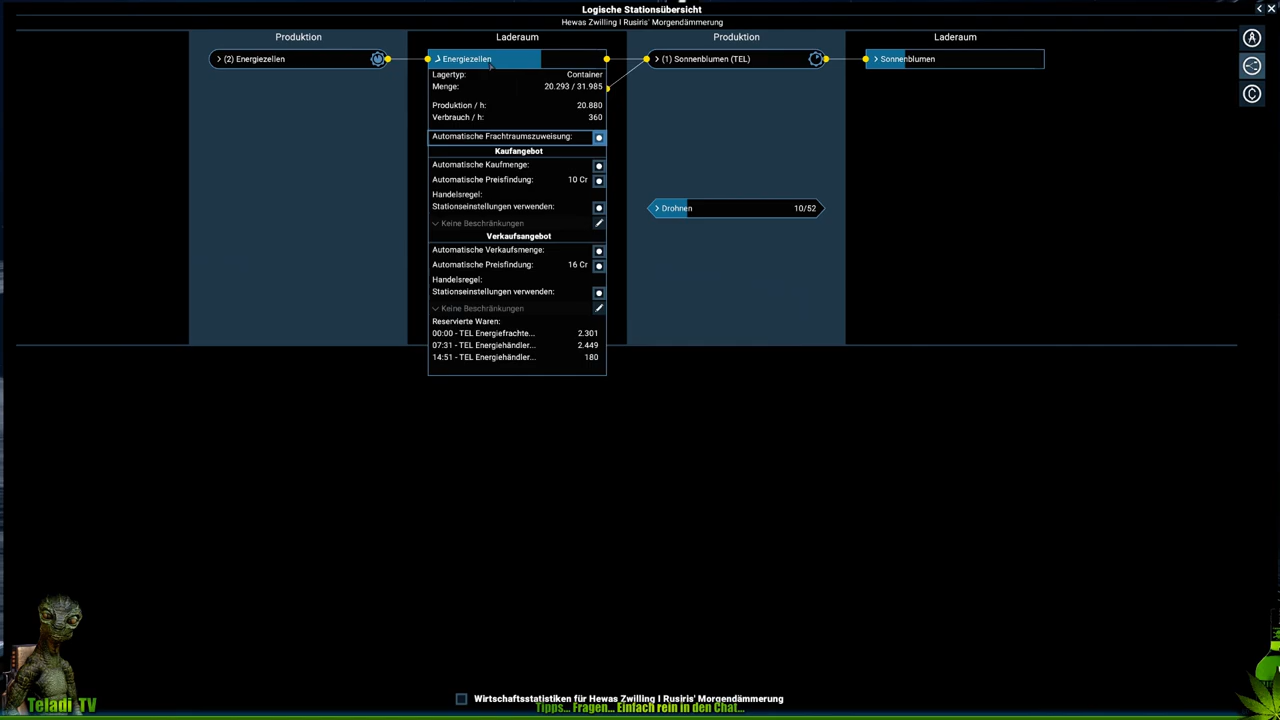 Logische Stationsübersicht
Hewas Zwilling I Rusiris' Morgendämmerung
Produktion
Laderaum
Produktion
Laderaum
(2) Energiezellen
Energiezellen
(1) Sonnenblumen (TEL)
Sonnenblumen
Lagertyp: Container
Menge: 20.293 / 31.985
Produktion / h: 20.880
Verbrauch / h: 360
Automatische Frachtraumszuweisung:
Kaufangebot
Automatische Kaufmenge:
Automatische Preisfindung: 10 Cr
Handelsregel:
Stationseinstellungen verwenden:
Keine Beschränkungen
Verkaufsangebot
Automatische Verkaufsmenge:
Automatische Preisfindung: 16 Cr
Handelsregel:
Stationseinstellungen verwenden:
Keine Beschränkungen
Reservierte Waren:
00:00 - TEL Energiefrachte... 2.301
07:31 - TEL Energiehändler... 2.449
14:51 - TEL Energiehändler... 180
Drohnen 10/52
Wirtschaftsstatistiken für Hewas Zwilling I Rusiris' Morgendämmerung
Tipps... Fragen... Einfach rein in den Chat...
Teladi_TV